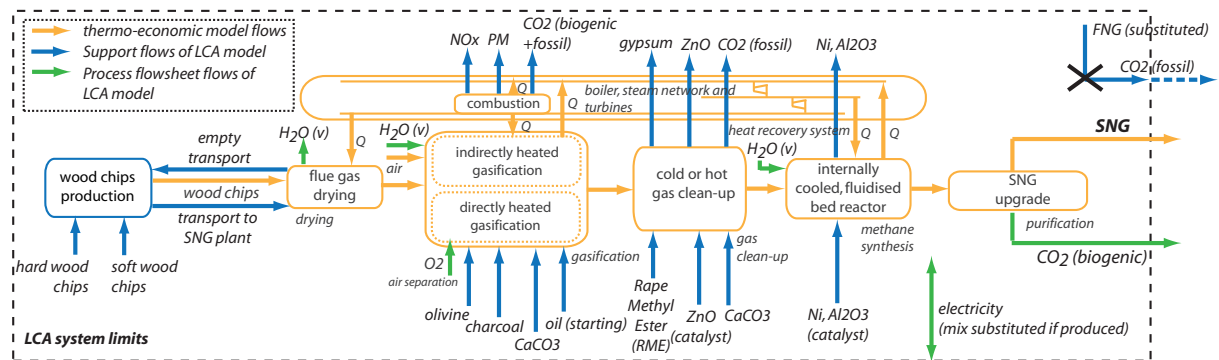 thermo-economic model flows
Support flows of LCA model
Process flowsheet flows of
LCA model
NOx
PM
CO2 (biogenic
+fossil)
gypsum
ZnO
CO2 (fossil)
Ni, Al2O3
FNG (substituted)
CO2 (fossil)
combustion
Q
Q
Q
boiler, steam network and
turbines
Q
H2O (v)
Q
H2O (v)
air
heat recovery system
H2O (v)
Q
Q
SNG
empty
transport
wood chips
production
wood chips
transport to
SNG plant
flue gas
drying
drying
indirectly heated
gasification
directly heated
gasification
gasification
cold or hot
gas clean-up
gas
clean-up
internally
cooled, fluidised
bed reactor
methane
synthesis
SNG
upgrade
purification
CO2 (biogenic)
hard wood
chips
soft wood
chips
O2
air separation
olivine
charcoal
CaCO3
oil (starting)
Rape
Methyl
Ester
(RME)
ZnO
(catalyst)
CaCO3
Ni, Al2O3
(catalyst)
electricity
(mix substituted if produced)
LCA system limits